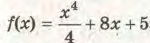 f(x) = x⁴/4 + 8x + 5